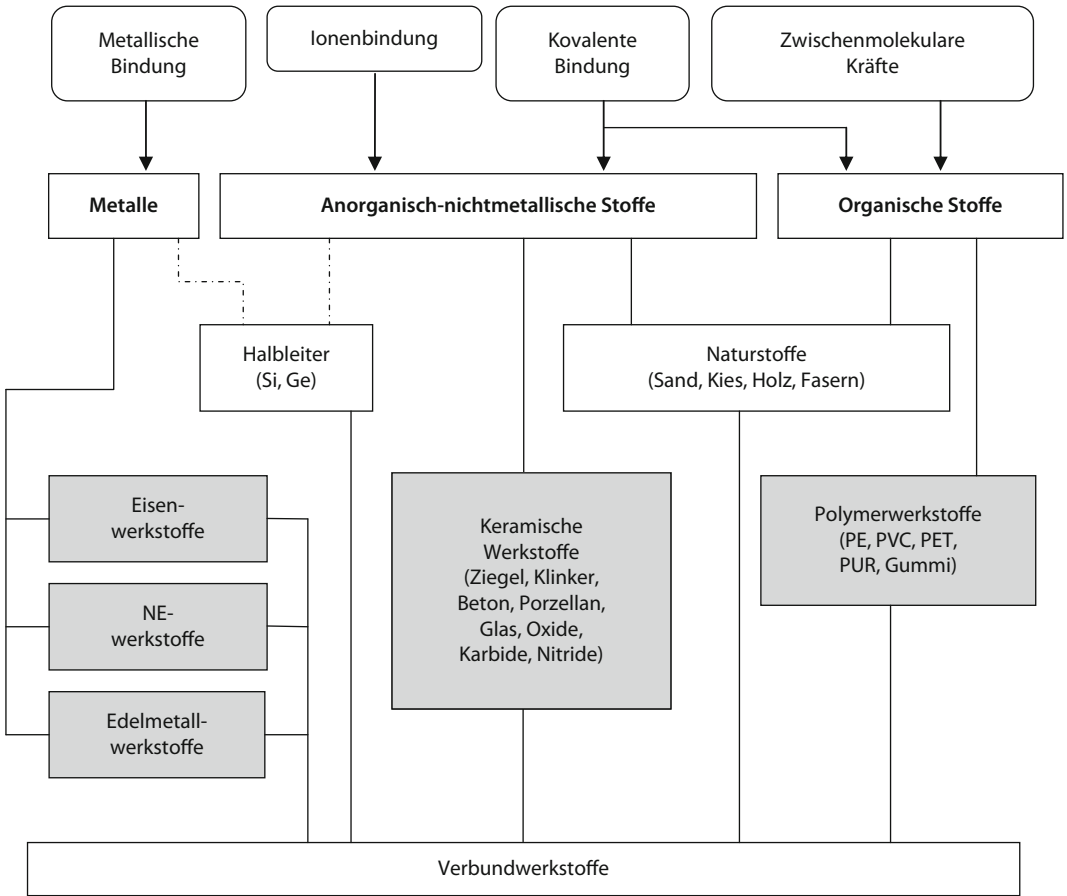 Metallische
Bindung
Ionenbindung
Kovalente
Bindung
Zwischenmolekulare
Kräfte
Metalle
Anorganisch-nichtmetallische Stoffe
Organische Stoffe
Halbleiter
(Si, Ge)
Naturstoffe
(Sand, Kies, Holz, Fasern)
Eisen-
werkstoffe
NE-
werkstoffe
Edelmetall-
werkstoffe
Keramische
Werkstoffe
(Ziegel, Klinker,
Beton, Porzellan,
Glas, Oxide,
Karbide, Nitride)
Polymerwerkstoffe
(PE, PVC, PET,
PUR, Gummi)
Verbundwerkstoffe